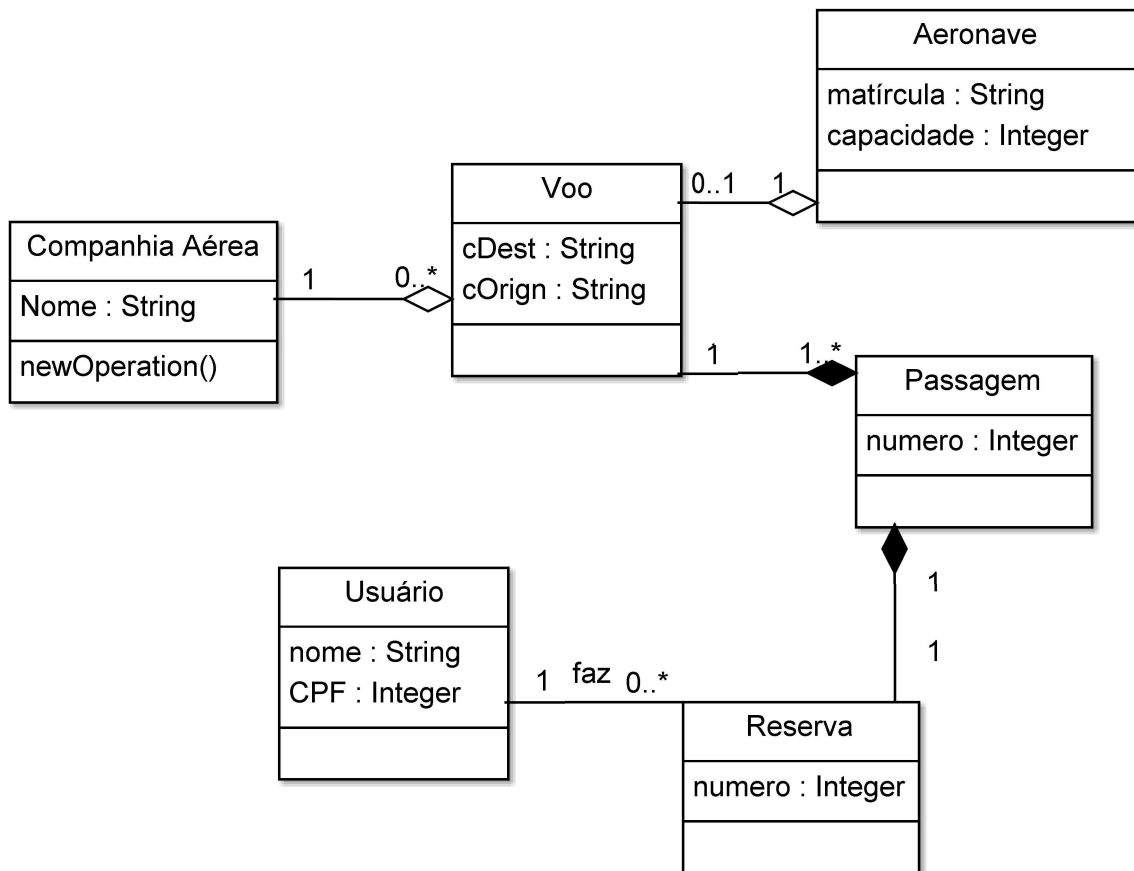 Aeronave
matírcula : String
capacidade : Integer
Voo
cDest : String
cOrign : String
0..1
1
Companhia Aérea
Nome : String
newOperation()
1
0..*
1
1..*
Passagem
numero : Integer
1
1
Usuário
nome : String
CPF : Integer
1
faz
0..*
Reserva
numero : Integer